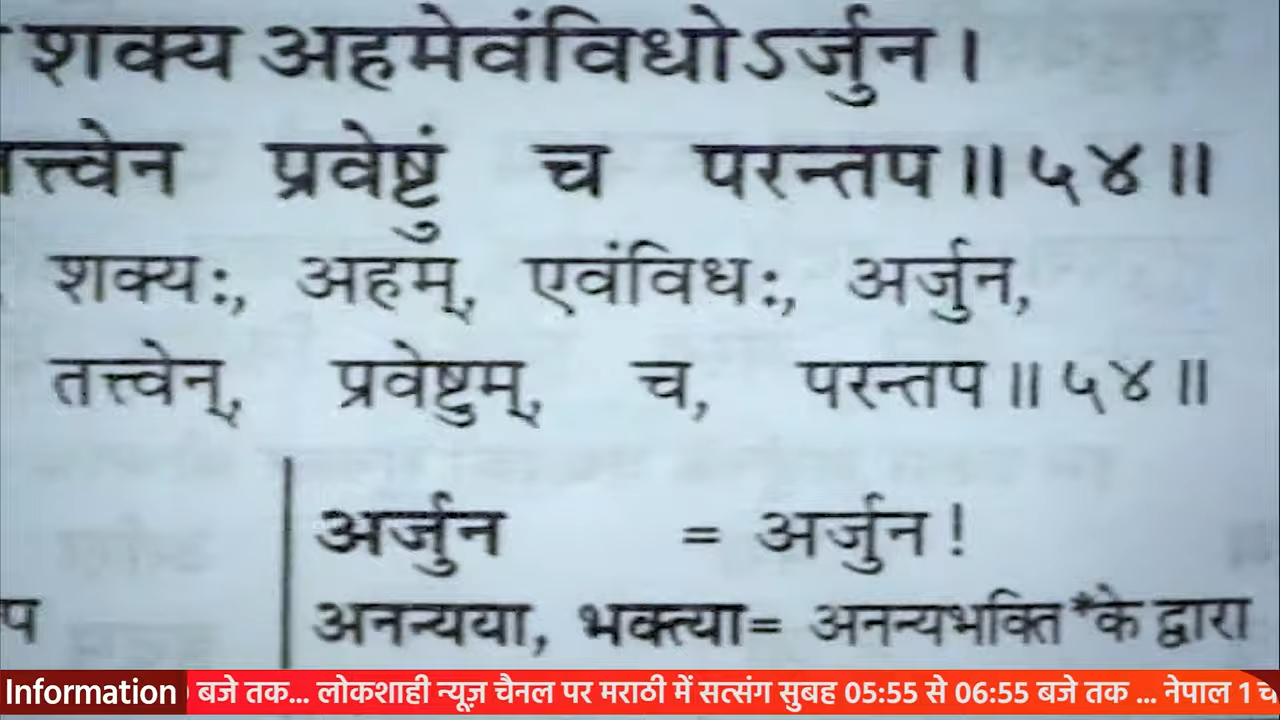 शक्य अहमेवंविधोऽर्जुन।
तत्त्वेन प्रवेष्टुं च परन्तप॥५४॥
शक्यः, अहम्, एवंविधः, अर्जुन,
तत्त्वेन्, प्रवेष्टुम्, च, परन्तप॥५४॥
अर्जुन = अर्जुन!
प
अनन्यया, भक्त्या= अनन्यभक्ति*के द्वारा
Information बजे तक... लोकशाही न्यूज़ चैनल पर मराठी में सत्संग सुबह 05:55 से 06:55 बजे तक ... नेपाल 1